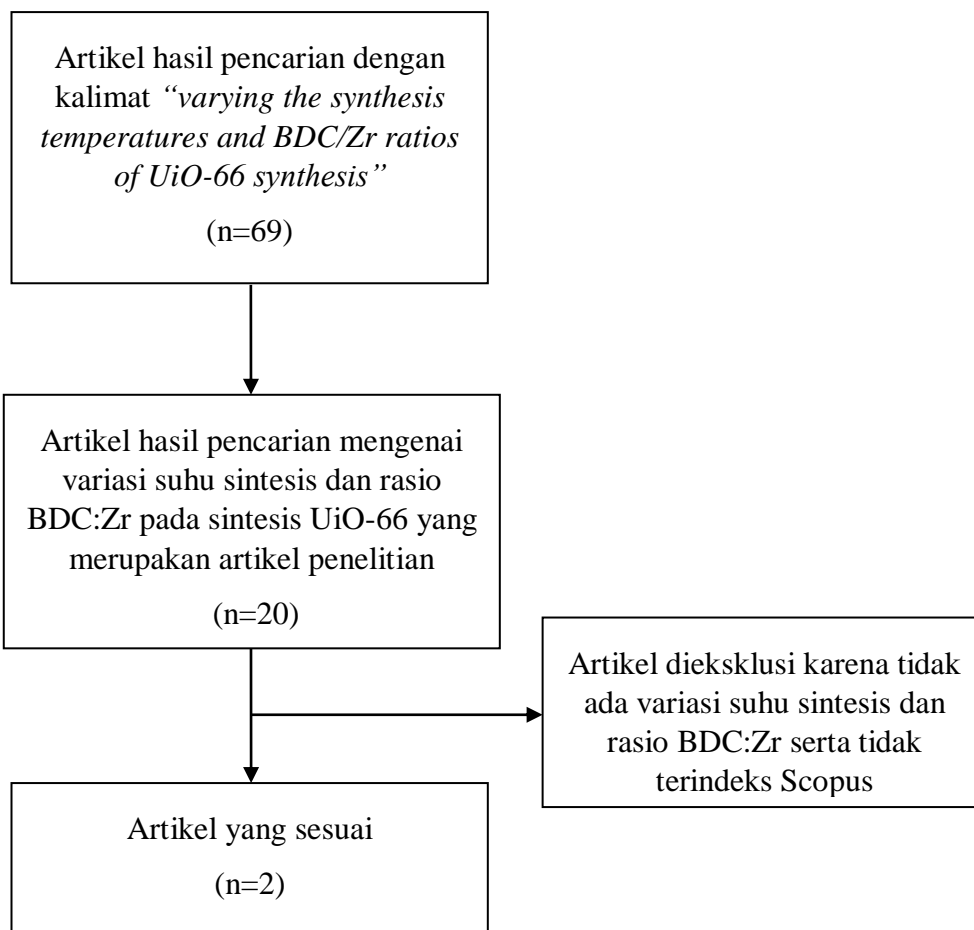 Artikel hasil pencarian dengan
kalimat “varying the synthesis
temperatures and BDC/Zr ratios
of UiO-66 synthesis”
(n=69)
Artikel hasil pencarian mengenai
variasi suhu sintesis dan rasio
BDC:Zr pada sintesis UiO-66 yang
merupakan artikel penelitian
(n=20)
Artikel dieksklusi karena tidak
ada variasi suhu sintesis dan
rasio BDC:Zr serta tidak
terindeks Scopus
Artikel yang sesuai
(n=2)